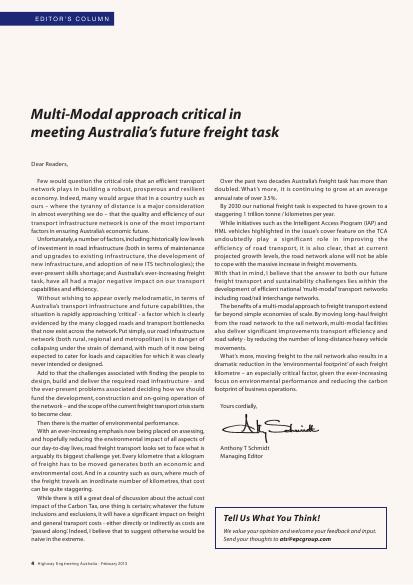 EDITOR'S COLUMN
Multi-Modal approach critical in
meeting Australia's future freight task
Dear Readers,
Few would question the critical role that an efficient transport
network plays in building a robust, prosperous and resilient
economy. Indeed, many would argue that in a country such as
ours – where the tyranny of distance is a major consideration
in almost everything we do – that the quality and efficiency of our
transport infrastructure network is one of the most important
factors in ensuring Australia's economic future.
Unfortunately, a number of factors, including: historically low levels
of investment in road infrastructure (both in terms of maintenance
and upgrades to existing infrastructure, the development of
new infrastructure, and adoption of new ITS technologies); the
ever-present skills shortage; and Australia's ever-increasing freight
task, have all had a major negative impact on our transport
capabilities and efficiency.
Without wishing to appear overly melodramatic, in terms of
Australia's transport infrastructure and future capabilities, the
situation is rapidly approaching 'critical' - a factor which is clearly
evidenced by the many clogged roads and transport bottlenecks
that now exist across the network. Put simply, our road infrastructure
network (both rural, regional and metropolitan) is in danger of
collapsing under the strain of demand, with much of it now being
expected to cater for loads and capacities for which it was clearly
never intended or designed.
Add to that the challenges associated with finding the people to
design, build and deliver the required road infrastructure - and
the ever-present problems associated deciding how we should
fund the development, construction and on-going operation of
the network – and the scope of the current freight transport crisis starts
to become clear.
Then there is the matter of environmental performance.
With an ever-increasing emphasis now being placed on assessing,
and hopefully reducing the environmental impact of all aspects of
our day-to-day lives, road freight transport looks set to face what is
arguably its biggest challenge yet. Every kilometre that a kilogram
of freight has to be moved generates both an economic and
environmental cost. And in a country such as ours, where much of
the freight travels an inordinate number of kilometres, that cost
can be quite staggering.
While there is still a great deal of discussion about the actual cost
impact of the Carbon Tax, one thing is certain; whatever the future
inclusions and exclusions, it will have a significant impact on freight
and general transport costs - either directly or indirectly as costs are
'passed along'. Indeed, I believe that to suggest otherwise would be
naive in the extreme.
Over the past two decades Australia's freight task has more than
doubled. What's more, it is continuing to grow at an average
annual rate of over 3.5%.
By 2030 our national freight task is expected to have grown to a
staggering 1 trillion tonne / kilometres per year.
While initiatives such as the Intelligent Access Program (IAP) and
HML vehicles highlighted in the issue's cover feature on the TCA
undoubtedly play a significant role in improving the
efficiency of road transport, it is also clear, that at current
projected growth levels, the road network alone will not be able
to cope with the massive increase in freight movements.
With that in mind, I believe that the answer to both our future
freight transport and sustainability challenges lies within the
development of efficient national 'multi-modal' transport networks
including road/rail interchange networks.
The benefits of a multi-modal approach to freight transport extend
far beyond simple economies of scale. By moving long-haul freight
from the road network to the rail network, multi-modal facilities
also deliver significant improvements transport efficiency and
road safety - by reducing the number of long-distance heavy vehicle
movements.
What's more, moving freight to the rail network also results in a
dramatic reduction in the 'environmental footprint' of each freight
kilometre – an especially critical factor, given the ever-increasing
focus on environmental performance and reducing the carbon
footprint of business operations.
Yours cordially,
Anthony T Schmidt
Managing Editor
Tell Us What You Think!
We value your opinion and welcome your feedback and input.
Send your thoughts to ats@epcgroup.com
4 Highway Engineering Australia - February 2013